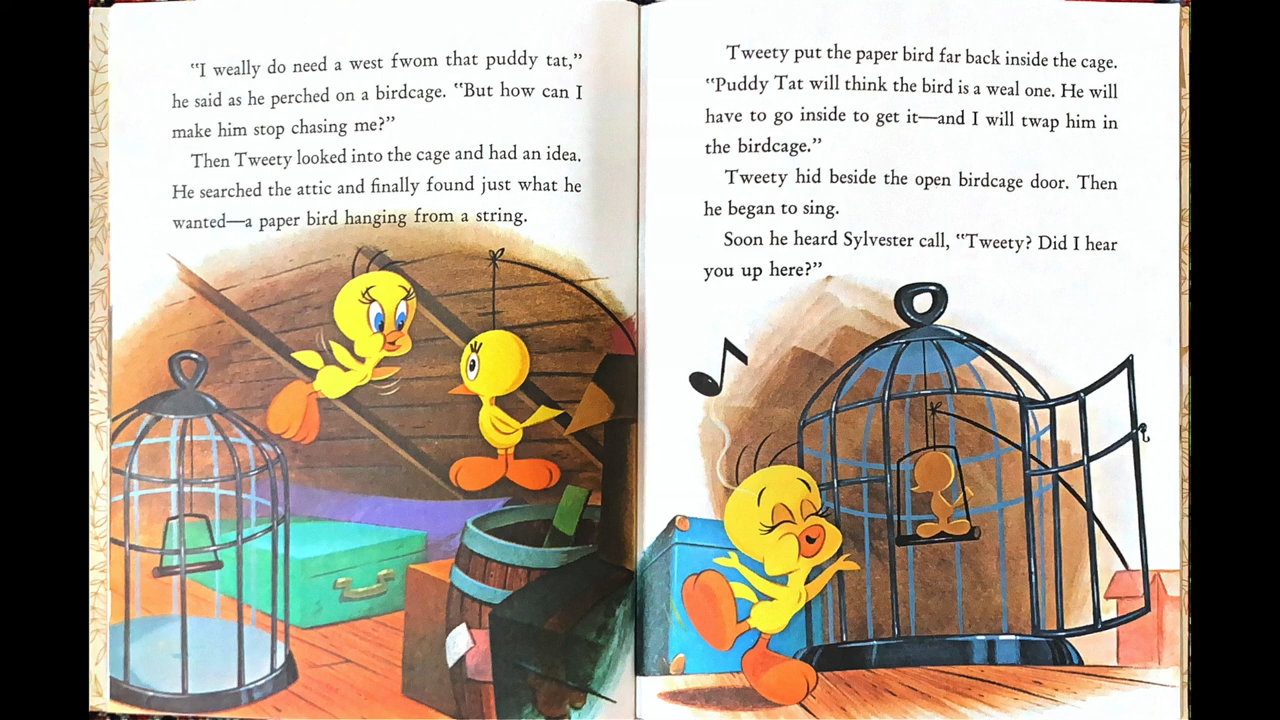 “I weally do need a west fwom that puddy tat,”
he said as he perched on a birdcage. “But how can I
make him stop chasing me?”
Then Tweety looked into the cage and had an idea.
He searched the attic and finally found just what he
wanted—a paper bird hanging from a string.
Tweety put the paper bird far back inside the cage.
“Puddy Tat will think the bird is a weal one. He will
have to go inside to get it—and I will twap him in
the birdcage.”
Tweety hid beside the open birdcage door. Then
he began to sing.
Soon he heard Sylvester call, “Tweety? Did I hear
you up here?”